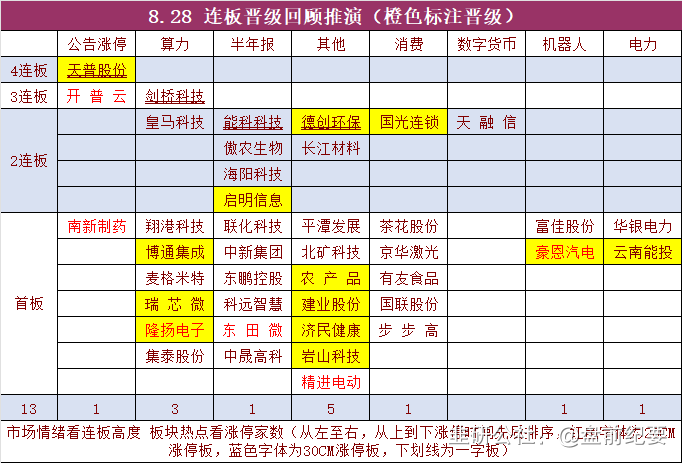 8.28 连板晋级回顾推演（橙色标注晋级）
公告涨停 算力 半年报 其他 消费 数字货币 机器人 电力
4连板 天普股份
3连板 开 普 云 剑桥科技
2连板 皇马科技 能科科技 德创环保 国光连锁 天 融 信
傲农生物 长江材料
海阳科技
启明信息
首板 南新制药 翔港科技 联化科技 平潭发展 茶花股份 富佳股份 华银电力
博通集成 中新集团 北矿科技 京华激光 豪恩汽电 云南能投
麦格米特 东鹏控股 农 产 品 有友食品
瑞 芯 微 科远智慧 建业股份 国联股份
隆扬电子 东 田 微 济民健康 步 步 高
集泰股份 中晟高科 岩山科技
精进电动
13 1 3 1 5 1 1 1
市场情绪看连板高度 板块热点看涨停家数（从左至右，从上到下涨停时间先后排序，红色字体为20CM
涨停板，蓝色字体为30CM涨停板，下划线为一字板）